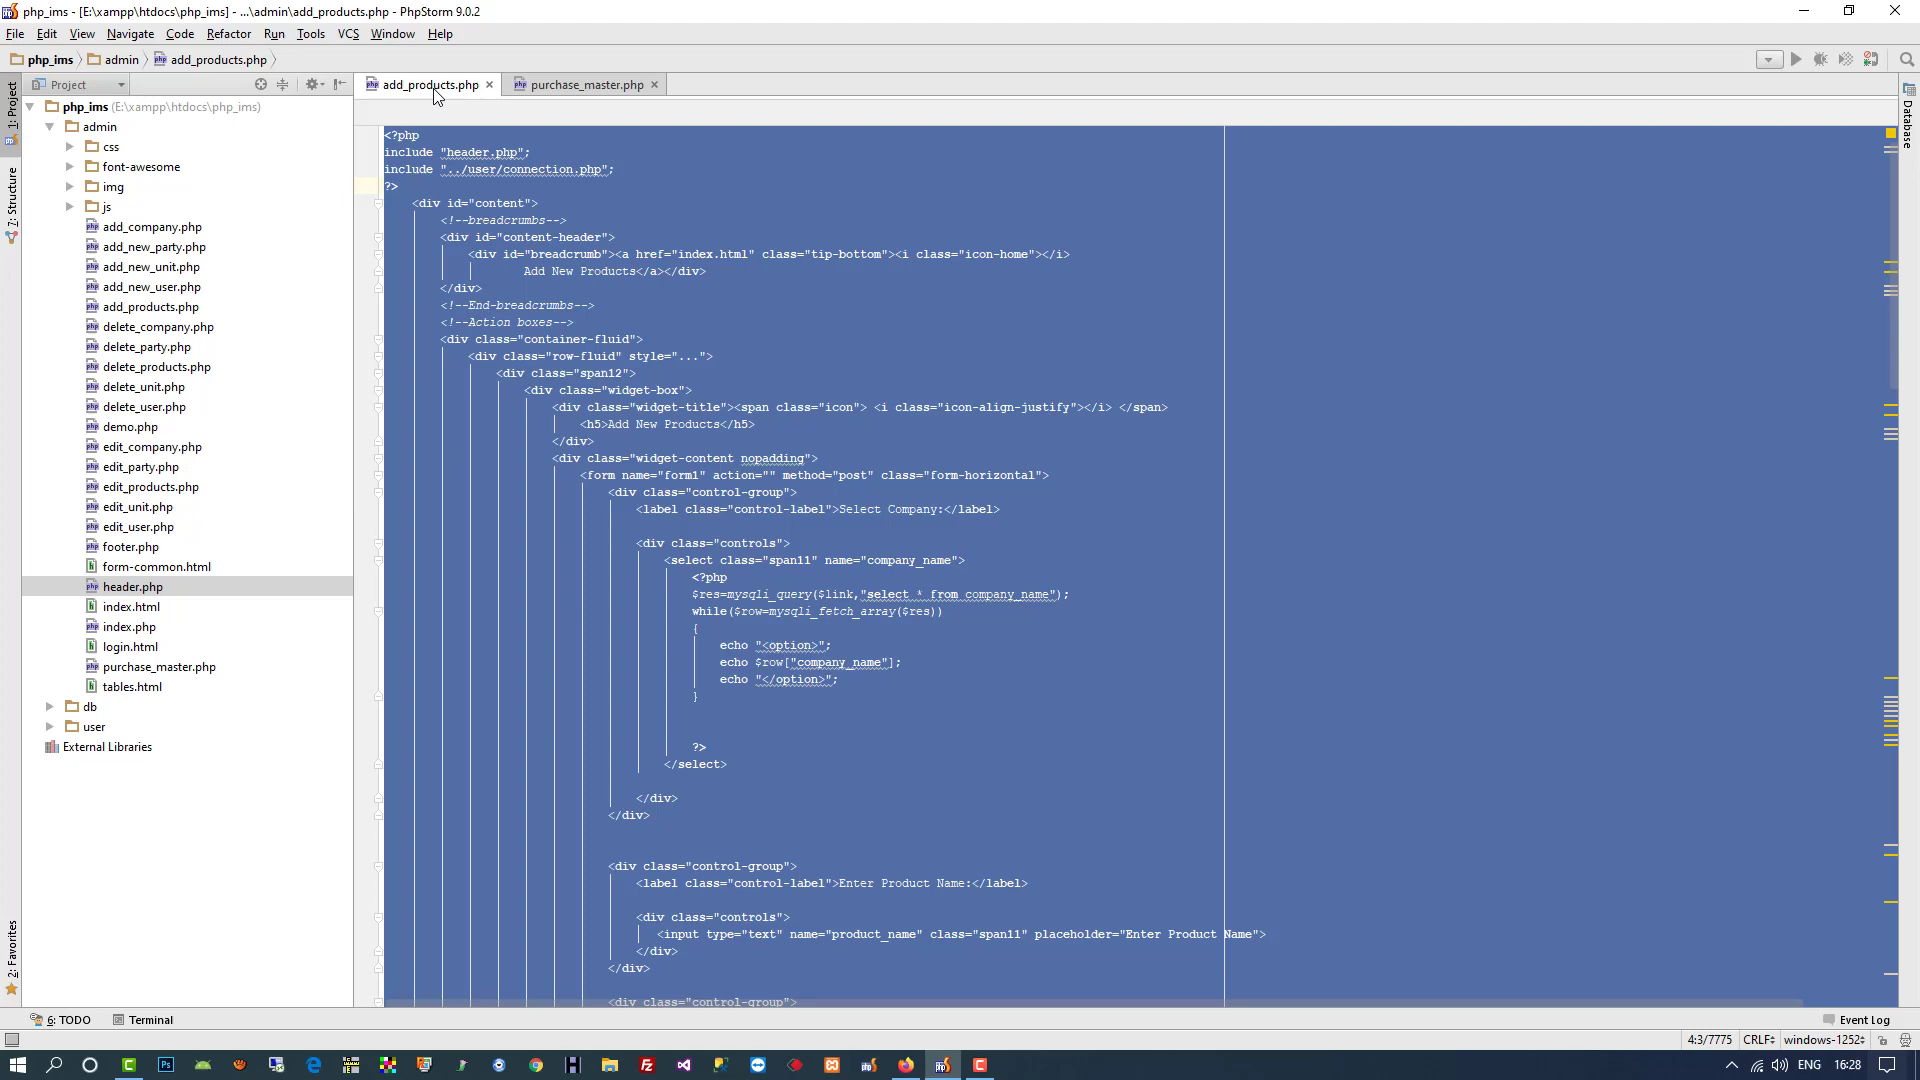 php_ims - [E:\xampp\htdocs\php_ims] - ...\admin\add_products.php - PhpStorm 9.0.2
File Edit View Navigate Code Refactor Run Tools VCS Window Help
php_ims admin add_products.php
Project
add_products.php
purchase_master.php
1: Project
7: Structure
2: Favorites
Database
php_ims (E:\xampp\htdocs\php_ims)
admin
css
font-awesome
img
js
add_company.php
add_new_party.php
add_new_unit.php
add_new_user.php
add_products.php
delete_company.php
delete_party.php
delete_products.php
delete_unit.php
delete_user.php
demo.php
edit_company.php
edit_party.php
edit_products.php
edit_unit.php
edit_user.php
footer.php
form-common.html
header.php
index.html
index.php
login.html
purchase_master.php
tables.html
db
user
External Libraries
<?php
include "header.php";
include "../user/connection.php";
?>
<div id="content">
<!--breadcrumbs-->
<div id="content-header">
<div id="breadcrumb"><a href="index.html" class="tip-bottom"><i class="icon-home"></i>
Add New Products</a></div>
</div>
<!--End-breadcrumbs-->
<!--Action boxes-->
<div class="container-fluid">
<div class="row-fluid" style="...">
<div class="span12">
<div class="widget-box">
<div class="widget-title"><span class="icon"> <i class="icon-align-justify"></i> </span>
<h5>Add New Products</h5>
</div>
<div class="widget-content nopadding">
<form name="form1" action="" method="post" class="form-horizontal">
<div class="control-group">
<label class="control-label">Select Company:</label>
<div class="controls">
<select class="span11" name="company_name">
<?php
$res=mysqli_query($link,"select * from company_name");
while($row=mysqli_fetch_array($res))
{
echo "<option>";
echo $row["company_name"];
echo "</option>";
}
?>
</select>
</div>
</div>
<div class="control-group">
<label class="control-label">Enter Product Name:</label>
<div class="controls">
<input type="text" name="product_name" class="span11" placeholder="Enter Product Name">
</div>
</div>
<div class="control-group">
6: TODO Terminal Event Log
4:3/7775 CRLF windows-1252
ENG 16:28